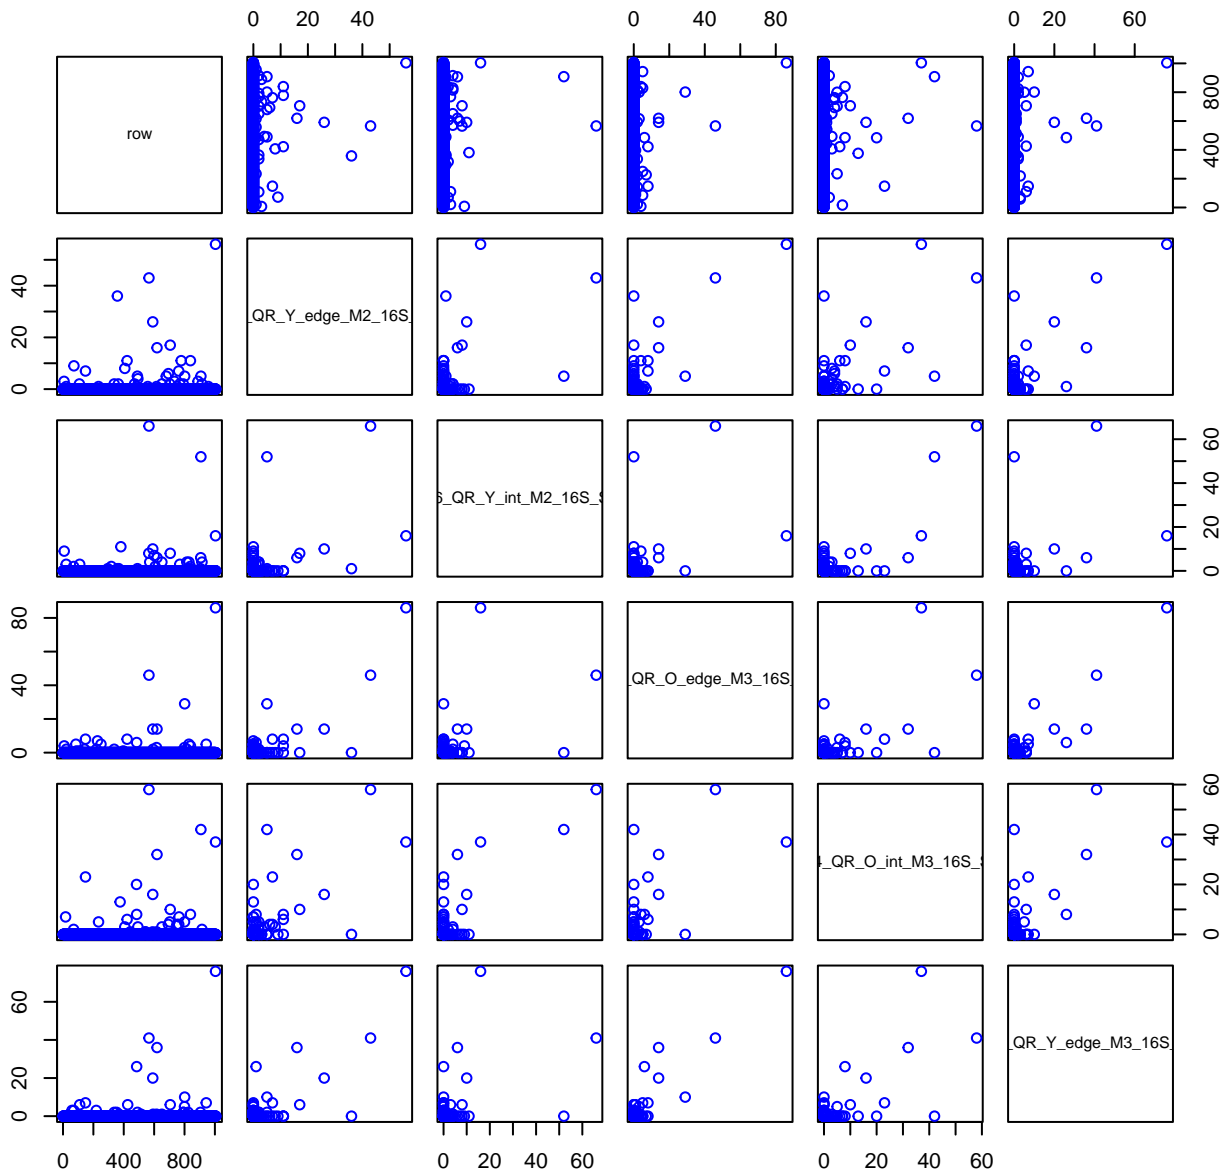 0 20 40
0 40 80
0 20 60
row
0 400 800
_QR_Y_edge_M2_16S_
0 20 40
6_QR_Y_int_M2_16S_S
0 20 40 60
_QR_O_edge_M3_16S_
0 40 80
4_QR_O_int_M3_16S_S
0 20 40 60
_QR_Y_edge_M3_16S_
0 20 60
0 400 800
0 20 40 60
0 20 40 60